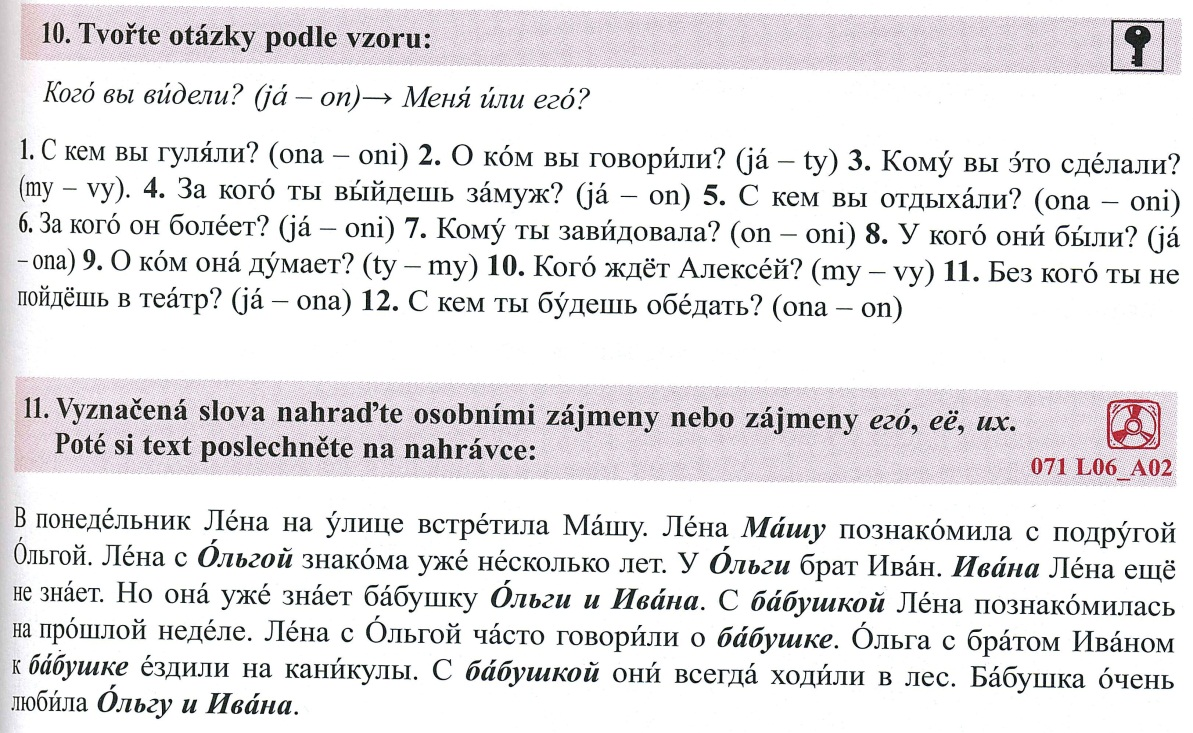 10. Tvořte otázky podle vzoru:
Кого́ вы ви́дели? (já – on)→ Меня́ и́ли его́?
1. С кем вы гуля́ли? (ona – oni) 2. О ко́м вы говори́ли? (já – ty) 3. Кому́ вы э́то сде́лали?
(my – vy). 4. За кого́ ты вы́йдешь за́муж? (já – on) 5. С кем вы отдыха́ли? (ona – oni)
6. За кого́ он боле́ет? (já – oni) 7. Кому́ ты зави́довала? (on – oni) 8. У кого́ они́ бы́ли? (já
– ona) 9. О ко́м она́ ду́мает? (ty – my) 10. Кого́ ждёт Алексе́й? (my – vy) 11. Без кого́ ты не
пойдёшь в теа́тр? (já – ona) 12. С кем ты бу́дешь обе́дать? (ona – on)
11. Vyznačená slova nahraďte osobními zájmeny nebo zájmeny его́, её, их.
Poté si text poslechněte na nahrávce:
071 L06_A02
В понеде́льник Ле́на на у́лице встре́тила Ма́шу. Ле́на Ма́шу познако́мила с подру́гой
О́льгой. Ле́на с О́льгой знако́ма уже́ не́сколько лет. У О́льги брат Ива́н. Ива́на Ле́на ещё
не зна́ет. Но она́ уже́ зна́ет ба́бушку О́льги и Ива́на. С ба́бушкой Ле́на познако́милась
на про́шлой неде́ле. Ле́на с О́льгой ча́сто говори́ли о ба́бушке. О́льга с бра́том Ива́ном
к ба́бушке е́здили на кани́кулы. С ба́бушкой они́ всегда́ ходи́ли в лес. Ба́бушка о́чень
люби́ла О́льгу и Ива́на.